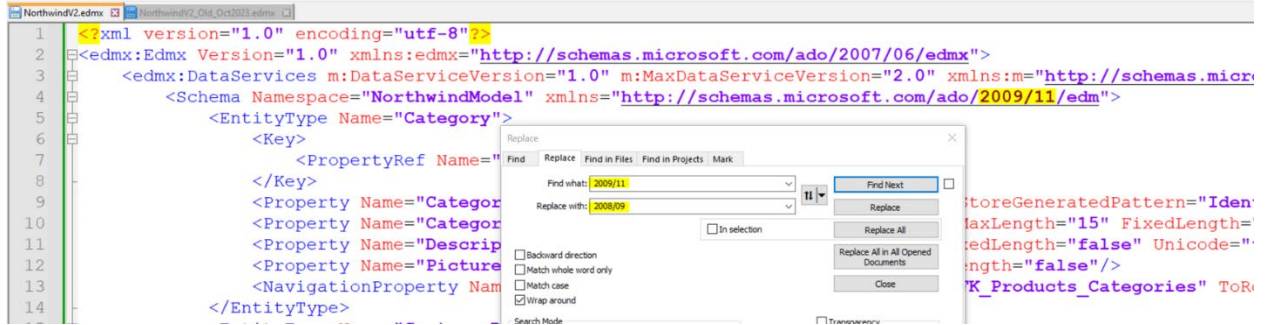 NorthwindV2.edmx NorthwindV2_Old_Oct2023.edmx
1 <?xml version="1.0" encoding="utf-8"?>
2 <edmx:Edmx Version="1.0" xmlns:edmx="http://schemas.microsoft.com/ado/2007/06/edmx">
3 <edmx:DataServices m:DataServiceVersion="1.0" m:MaxDataServiceVersion="2.0" xmlns:m="http://schemas.micr
4 <Schema Namespace="NorthwindModel" xmlns="http://schemas.microsoft.com/ado/2009/11/edm">
5 <EntityType Name="Category">
6 <Key>
7 <PropertyRef Name="
8 </Key>
9 <Property Name="Categor StoreGeneratedPattern="Iden
10 <Property Name="Categor axLength="15" FixedLength="
11 <Property Name="Descrip edLength="false" Unicode="
12 <Property Name="Picture ngth="false"/>
13 <NavigationProperty Nam K_Products_Categories" ToRo
14 </EntityType>
Replace
Find Replace Find in Files Find in Projects Mark
Find what: 2009/11 Find Next
Replace with: 2008/09 Replace
In selection Replace All
Backward direction Replace All in All Opened Documents
Match whole word only
Match case Close
Wrap around
Search Mode Transparency